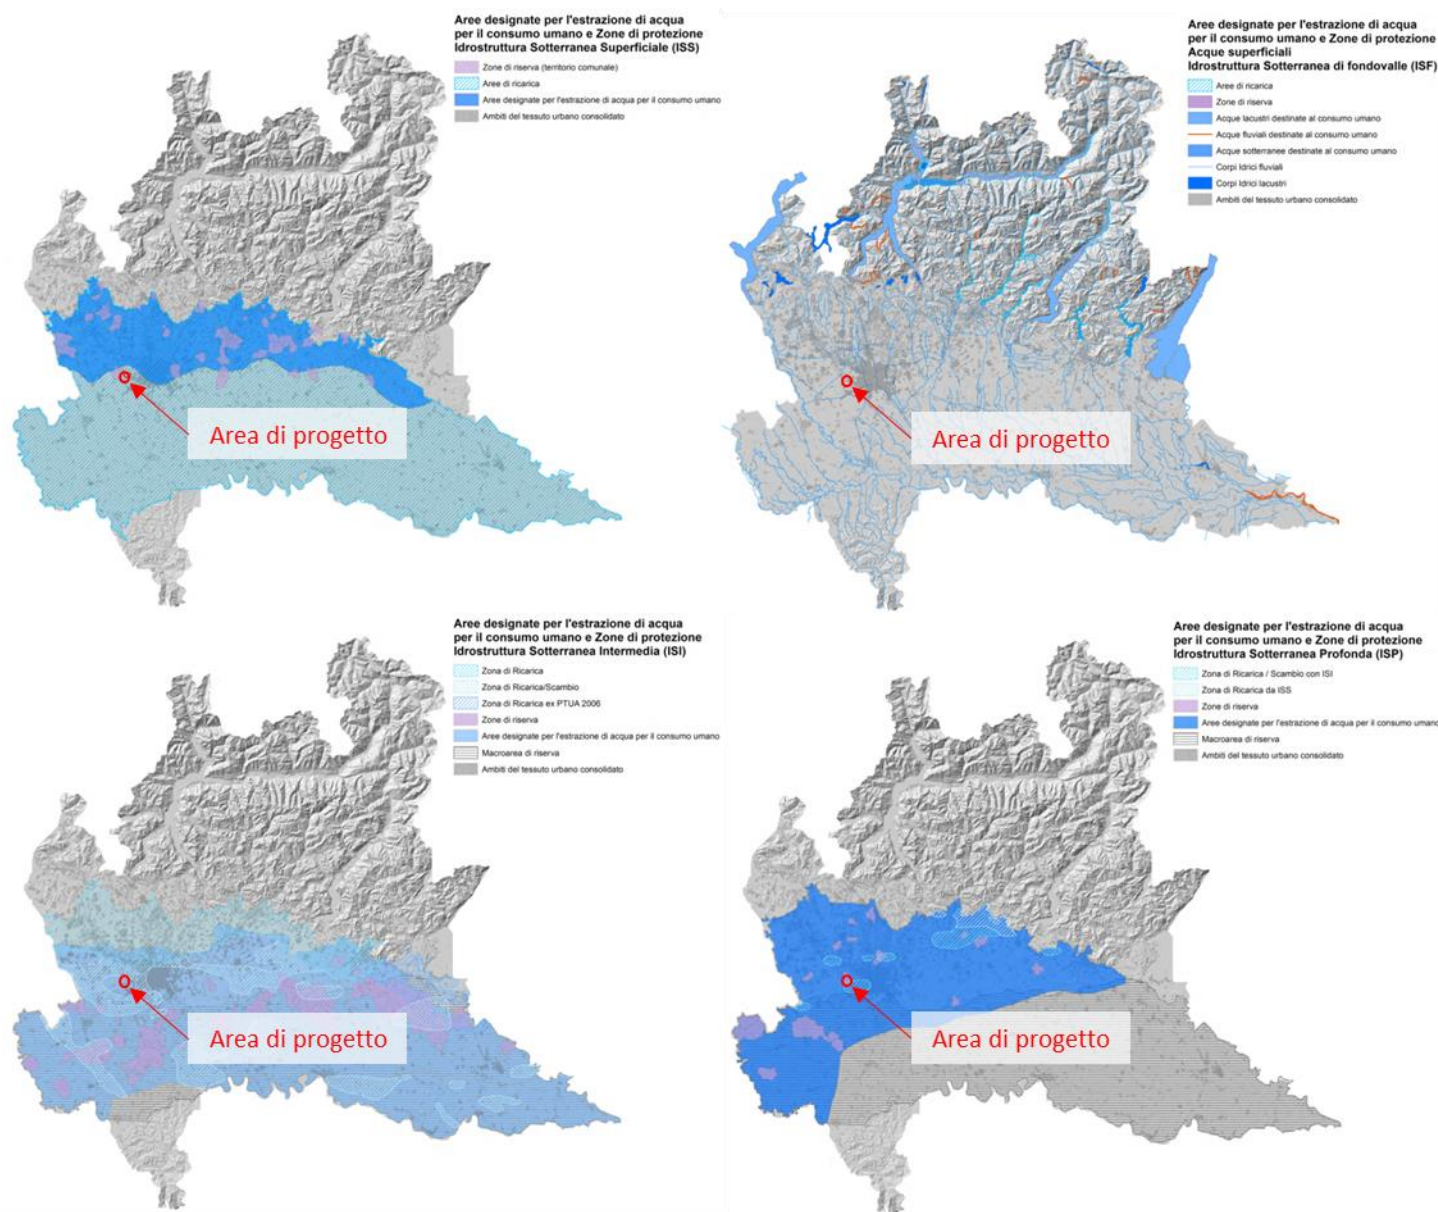 Aree designate per l'estrazione di acqua
per il consumo umano e Zone di protezione
Idrostruttura Sotterranea Superficiale (ISS)
Zone di riserva (territorio comunale)
Aree di ricarica
Aree designate per l'estrazione di acqua per il consumo umano
Ambiti del tessuto urbano consolidato
Area di progetto
Aree designate per l'estrazione di acqua
per il consumo umano e Zone di protezione
Acque superficiali
Idrostruttura Sotterranea di fondovalle (ISF)
Aree di ricarica
Zone di riserva
Acque lacustri destinate al consumo umano
Acque fluviali destinate al consumo umano
Acque sotterranee destinate al consumo umano
Corpi Idrici fluviali
Corpi Idrici lacustri
Ambiti del tessuto urbano consolidato
Area di progetto
Aree designate per l'estrazione di acqua
per il consumo umano e Zone di protezione
Idrostruttura Sotterranea Intermedia (ISI)
Zona di Ricarica
Zona di Ricarica/Scambio
Zona di Ricarica ex PTUA 2006
Zone di riserva
Aree designate per l'estrazione di acqua per il consumo umano
Macroarea di riserva
Ambiti del tessuto urbano consolidato
Area di progetto
Aree designate per l'estrazione di acqua
per il consumo umano e Zone di protezione
Idrostruttura Sotterranea Profonda (ISP)
Zona di Ricarica / Scambio con ISI
Zona di Ricarica da ISS
Zone di riserva
Aree designate per l'estrazione di acqua per il consumo umano
Macroarea di riserva
Ambiti del tessuto urbano consolidato
Area di progetto